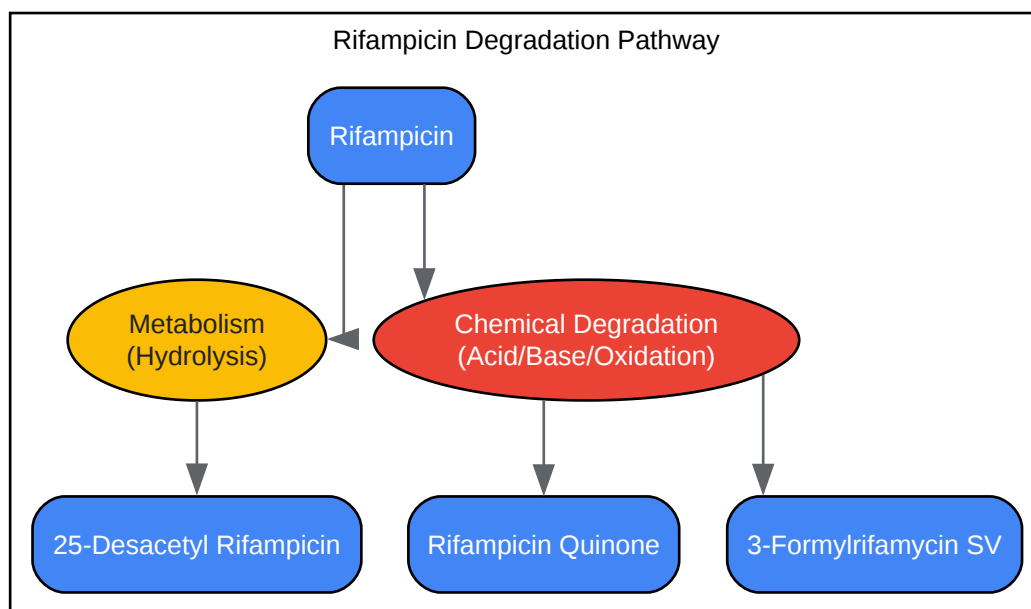 Rifampicin Degradation Pathway
Rifampicin
Metabolism
(Hydrolysis)
Chemical Degradation
(Acid/Base/Oxidation)
25-Desacetyl Rifampicin
Rifampicin Quinone
3-Formylrifamycin SV